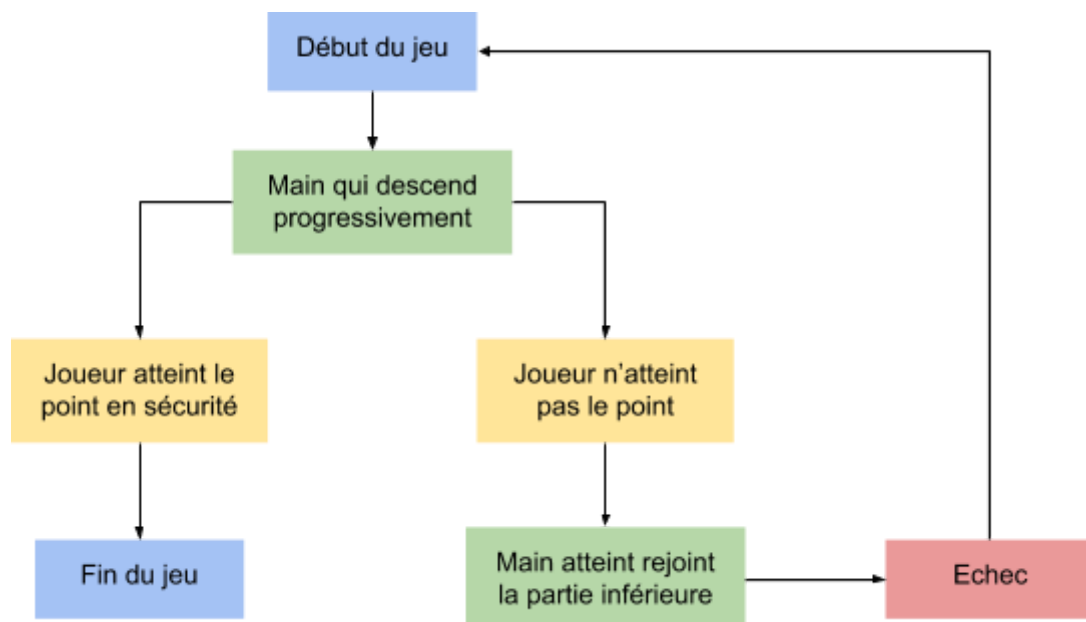 Début du jeu
Main qui descend
progressivement
Joueur atteint le
point en sécurité
Joueur n'atteint
pas le point
Fin du jeu
Main atteint rejoint
la partie inférieure
Echec